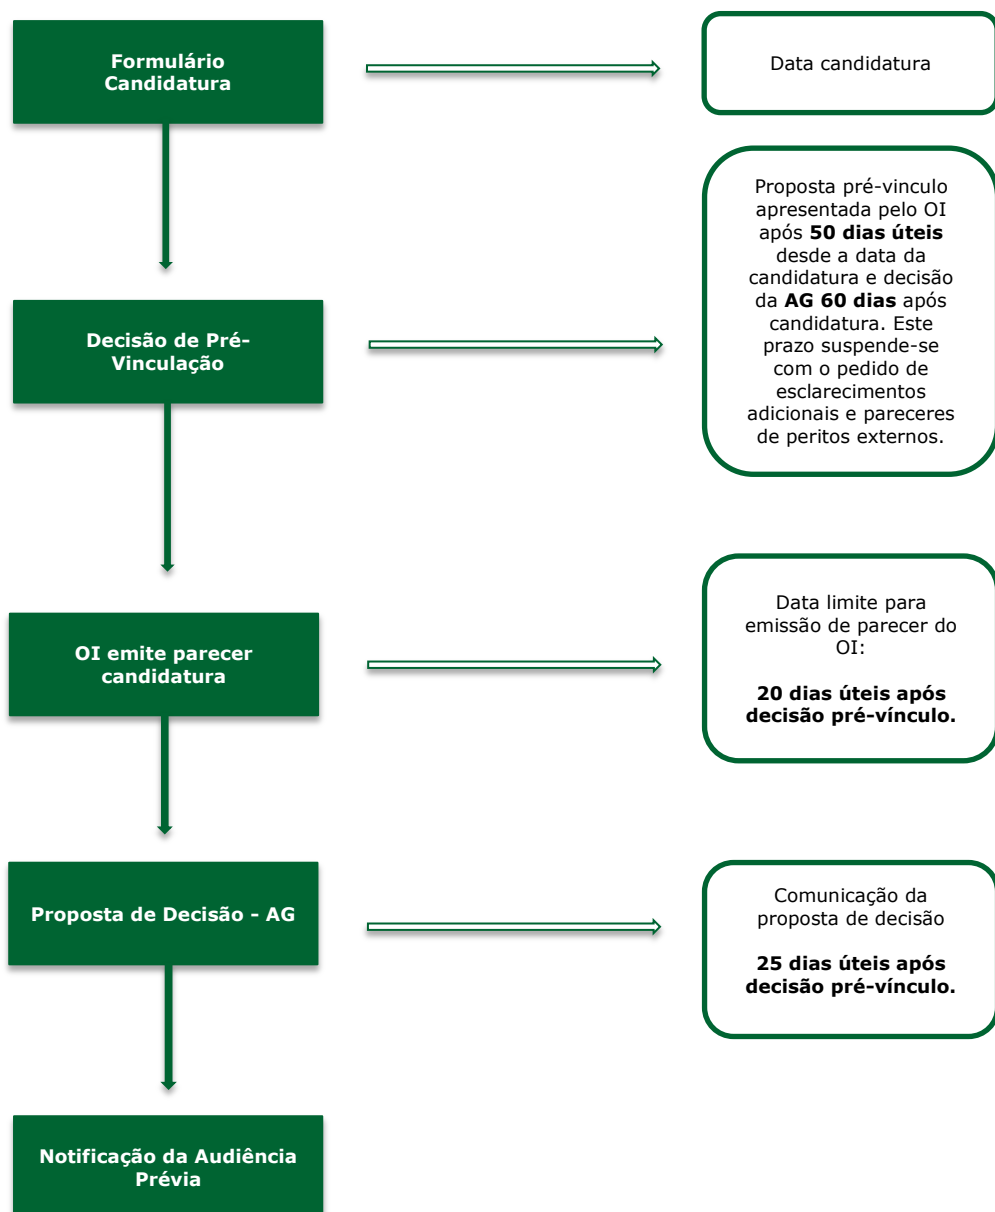 Formulário
Candidatura
Data candidatura
Proposta pré-vinculo
apresentada pelo OI
após 50 dias úteis
desde a data da
candidatura e decisão
da AG 60 dias após
candidatura. Este
prazo suspende-se
com o pedido de
esclarecimentos
adicionais e pareceres
de peritos externos.
Decisão de Pré-
Vinculação
OI emite parecer
candidatura
Data limite para
emissão de parecer do
OI:
20 dias úteis após
decisão pré-vínculo.
Proposta de Decisão - AG
Comunicação da
proposta de decisão
25 dias úteis após
decisão pré-vínculo.
Notificação da Audiência
Prévia